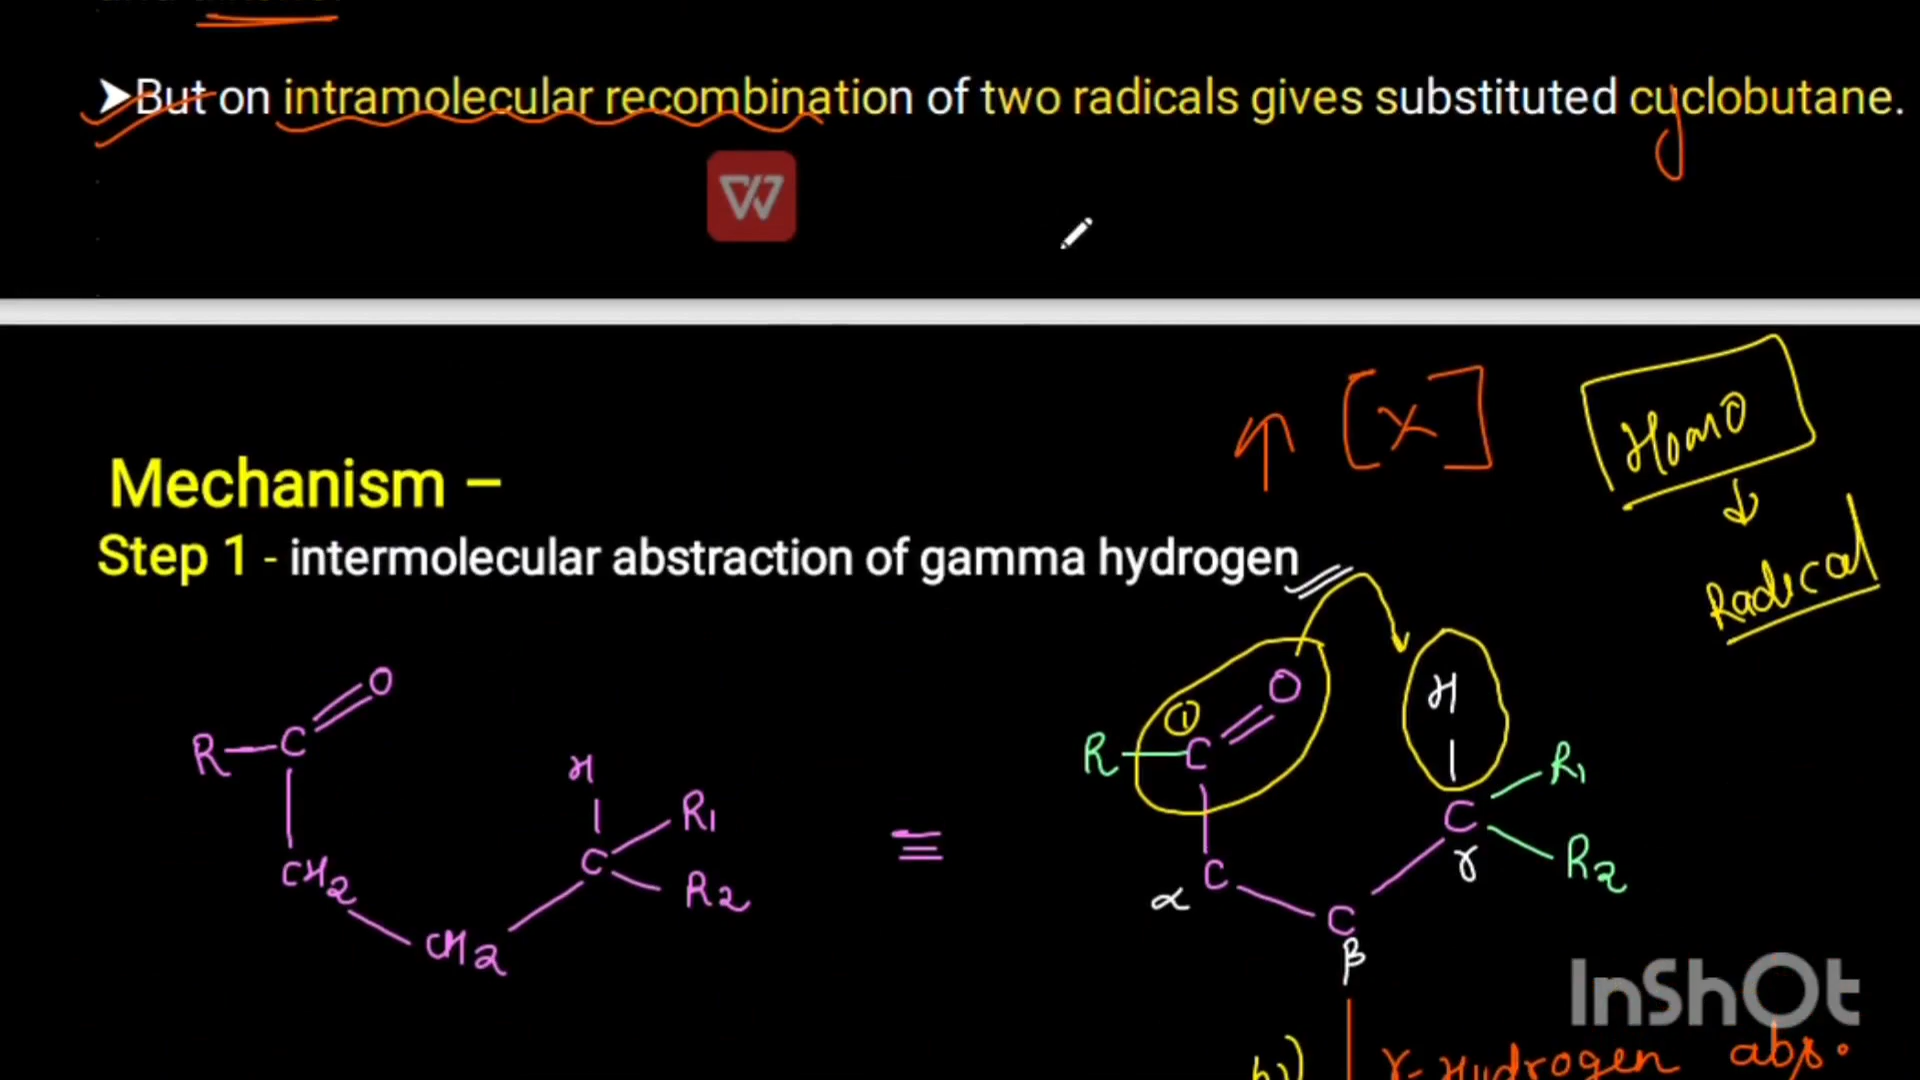 ➤But on intramolecular recombination of two radicals gives substituted cyclobutane.
↑ [X]
Homo
↓
Radical
Mechanism –
Step 1 - intermolecular abstraction of gamma hydrogen
R-C=O
H
CH2
CH2
C
R1
R2
≡
①
R-C=O
H
C
R1
R2
γ
C
α
C
β
InShOt
γ-Hydrogen abs.